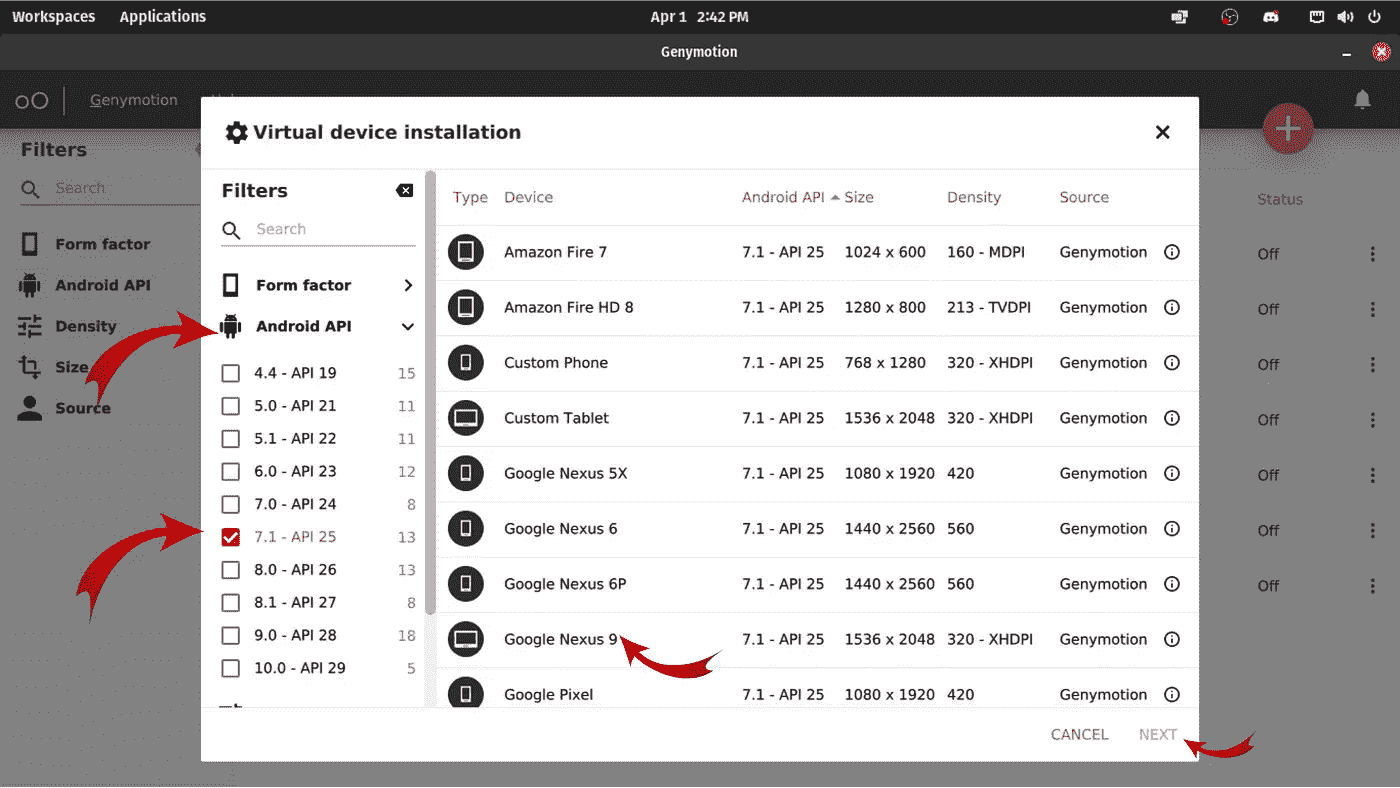 Workspaces Applications Apr 1 2:42 PM
Genymotion
Genymotion
Filters
Search
Form factor
Android API
Density
Size
Source
Virtual device installation
Filters
Search
Form factor
Android API
4.4 - API 19 15
5.0 - API 21 11
5.1 - API 22 11
6.0 - API 23 12
7.0 - API 24 8
7.1 - API 25 13
8.0 - API 26 13
8.1 - API 27 8
9.0 - API 28 18
10.0 - API 29 5
Type Device Android API Size Density Source
Amazon Fire 7 7.1 - API 25 1024 x 600 160 - MDPI Genymotion
Amazon Fire HD 8 7.1 - API 25 1280 x 800 213 - TVDPI Genymotion
Custom Phone 7.1 - API 25 768 x 1280 320 - XHDPI Genymotion
Custom Tablet 7.1 - API 25 1536 x 2048 320 - XHDPI Genymotion
Google Nexus 5X 7.1 - API 25 1080 x 1920 420 Genymotion
Google Nexus 6 7.1 - API 25 1440 x 2560 560 Genymotion
Google Nexus 6P 7.1 - API 25 1440 x 2560 560 Genymotion
Google Nexus 9 7.1 - API 25 1536 x 2048 320 - XHDPI Genymotion
Google Pixel 7.1 - API 25 1080 x 1920 420 Genymotion
CANCEL NEXT
Status
Off
Off
Off
Off
Off
Off
Off